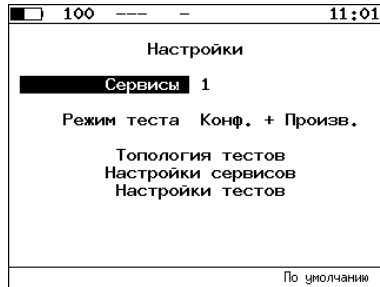 100 --- – 11:01
Настройки
Сервисы 1
Режим теста Конф. + Произв.
Топология тестов
Настройки сервисов
Настройки тестов
По умолчанию